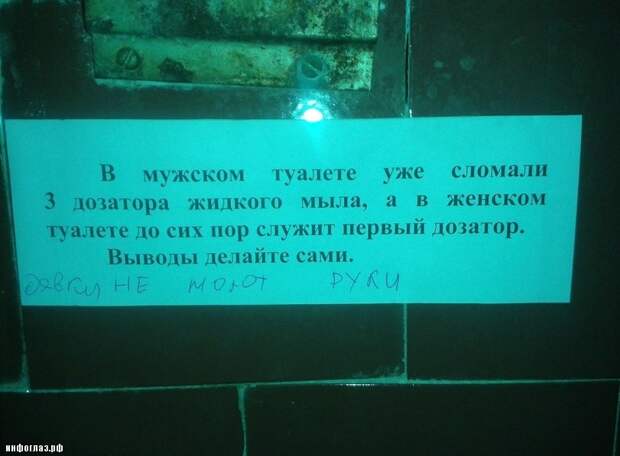 В мужском туалете уже сломали
3 дозатора жидкого мыла, а в женском
туалете до сих пор служит первый дозатор.
Выводы делайте сами.
дэвки НЕ моют РУКИ
инфоглаз.рф